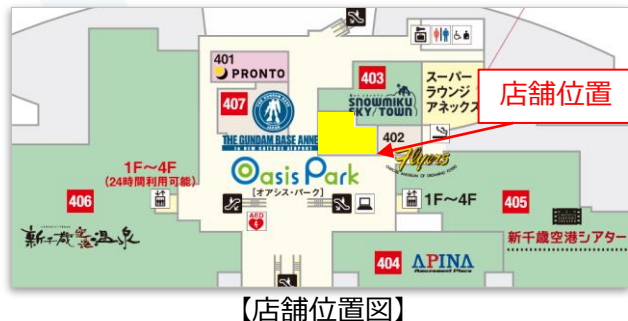 401
PRONTO
407
THE GUNDAM BASE ANNE
403
SNOWMIKU
SKY/TOWN
スーパー
ラウンジ
アネックス
店舗位置
402
Flyers
Oasis Park
[オアシス・パーク]
1F～4F
(24時間利用可能)
406
新千歳空港温泉
AED
1F～4F
405
新千歳空港シアター
404
APINA
Amusement Place
【店舗位置図】